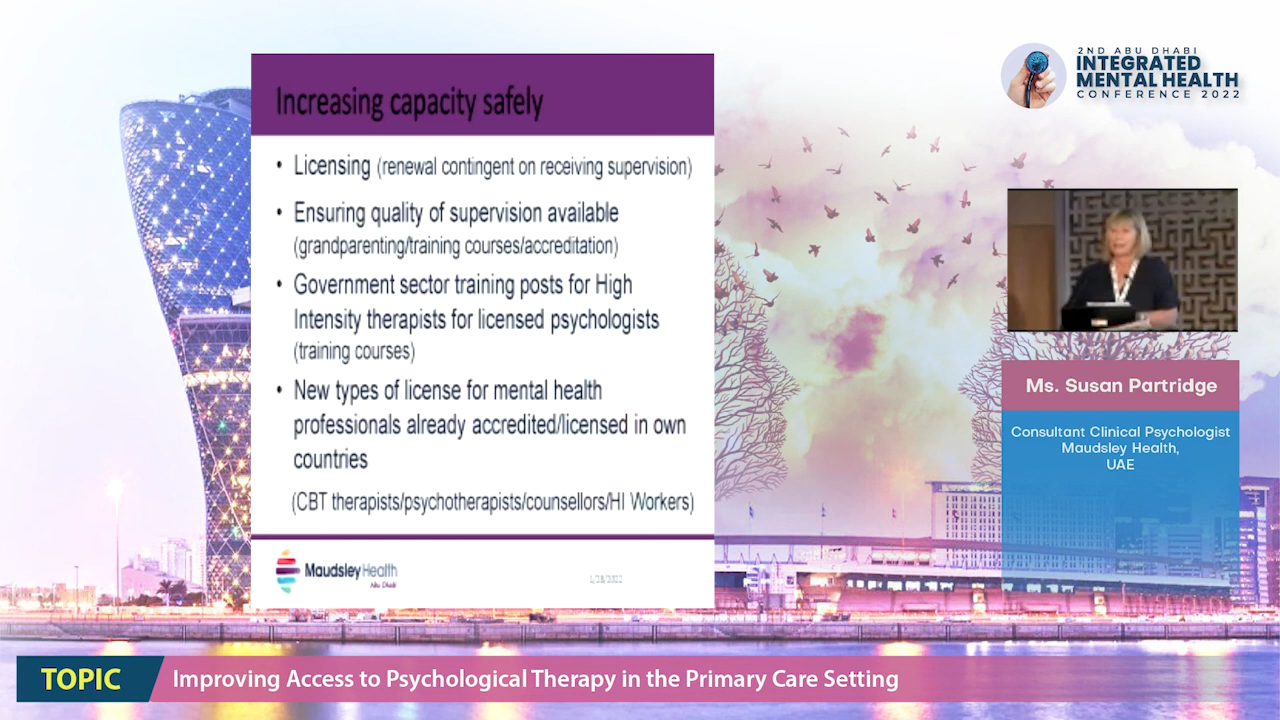 Increasing capacity safely
• Licensing (renewal contingent on receiving supervision)
• Ensuring quality of supervision available
(grandparenting/training courses/accreditation)
• Government sector training posts for High
Intensity therapists for licensed psychologists
(training courses)
• New types of license for mental health
professionals already accredited/licensed in own
countries
(CBT therapists/psychotherapists/counsellors/HI Workers)
Maudsley Health
Abu Dhabi
2ND ABU DHABI
INTEGRATED
MENTAL HEALTH
CONFERENCE 2022
Ms. Susan Partridge
Consultant Clinical Psychologist
Maudsley Health,
UAE
TOPIC
Improving Access to Psychological Therapy in the Primary Care Setting